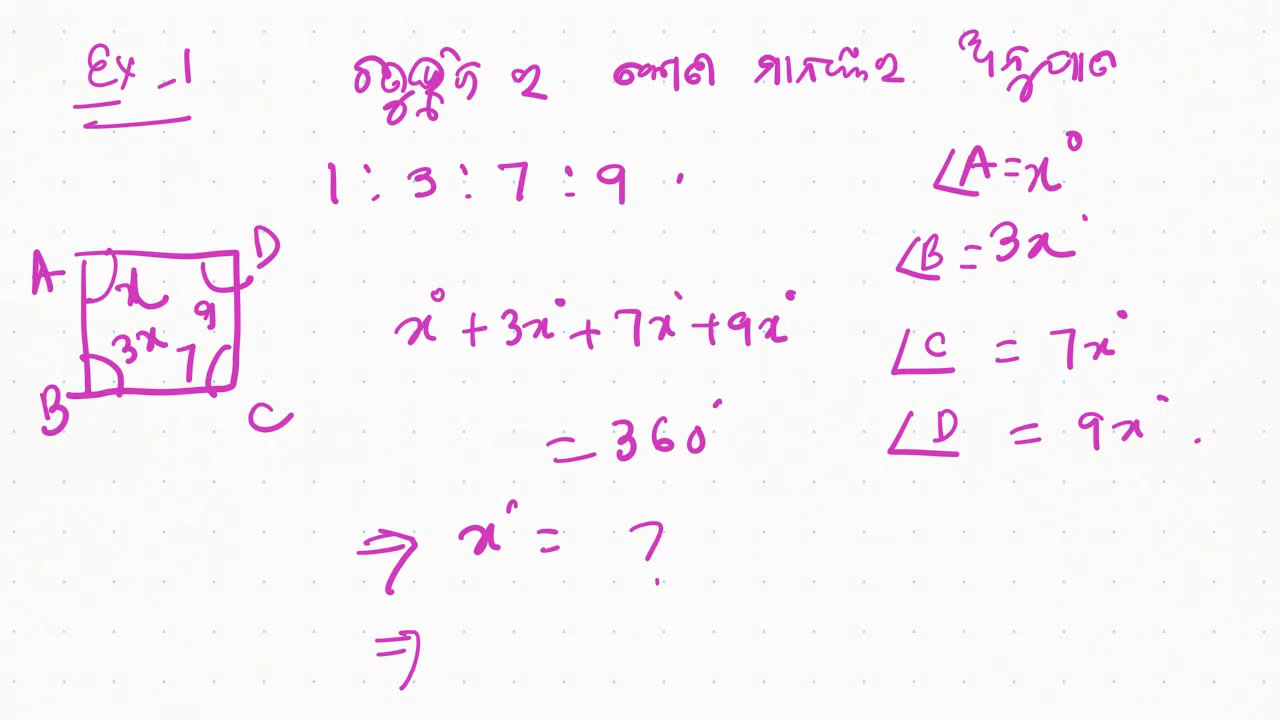 Ex-1
ଚତୁର୍ଭୁଜର କୋଣ ମାନଙ୍କର ଅନୁପାତ
1 : 3 : 7 : 9 .
∠A = x°
∠B = 3x°
A D
x 9
3x 7
B C
x° + 3x° + 7x° + 9x°
= 360°
∠C = 7x°
∠D = 9x° .
⇒ x° = ?
⇒